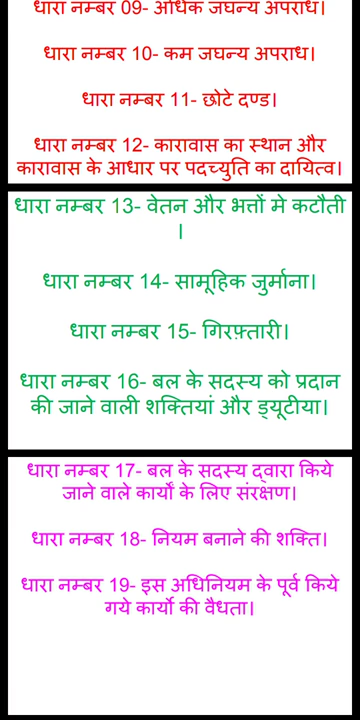 धारा नम्बर 09- अधिक जघन्य अपराध।
धारा नम्बर 10- कम जघन्य अपराध।
धारा नम्बर 11- छोटे दण्ड।
धारा नम्बर 12- कारावास का स्थान और
कारावास के आधार पर पदच्युति का दायित्व।
धारा नम्बर 13- वेतन और भत्तों मे कटौती
।
धारा नम्बर 14- सामूहिक जुर्माना।
धारा नम्बर 15- गिरफ़्तारी।
धारा नम्बर 16- बल के सदस्य को प्रदान
की जाने वाली शक्तियां और ड्यूटीया।
धारा नम्बर 17- बल के सदस्य द्वारा किये
जाने वाले कार्यों के लिए संरक्षण।
धारा नम्बर 18- नियम बनाने की शक्ति।
धारा नम्बर 19- इस अधिनियम के पूर्व किये
गये कार्यो की वैधता।